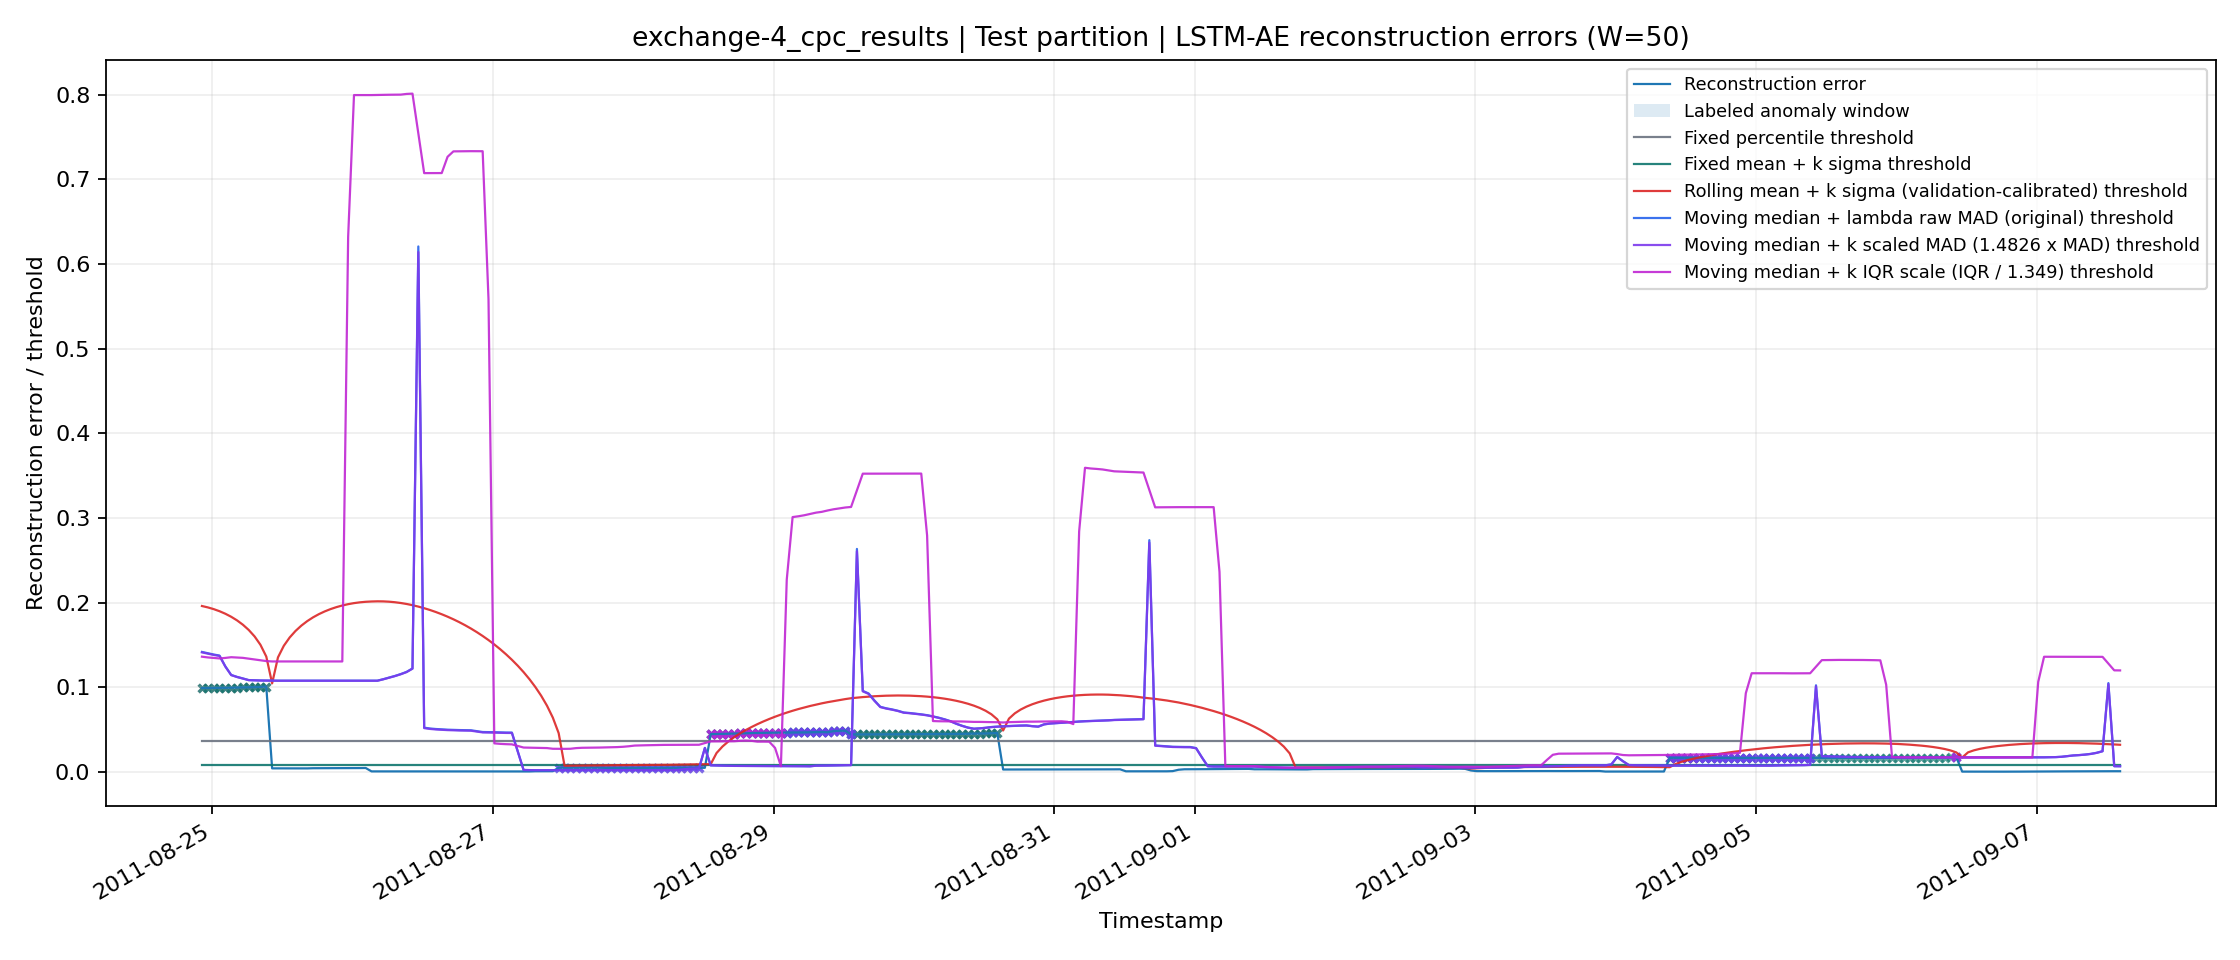 exchange-4_cpc_results | Test partition | LSTM-AE reconstruction errors (W=50)
Reconstruction error
Labeled anomaly window
Fixed percentile threshold
Fixed mean + k sigma threshold
Rolling mean + k sigma (validation-calibrated) threshold
Moving median + lambda raw MAD (original) threshold
Moving median + k scaled MAD (1.4826 x MAD) threshold
Moving median + k IQR scale (IQR / 1.349) threshold
Reconstruction error / threshold
0.8
0.7
0.6
0.5
0.4
0.3
0.2
0.1
0.0
2011-08-25
2011-08-27
2011-08-29
2011-08-31
2011-09-01
2011-09-03
2011-09-05
2011-09-07
Timestamp